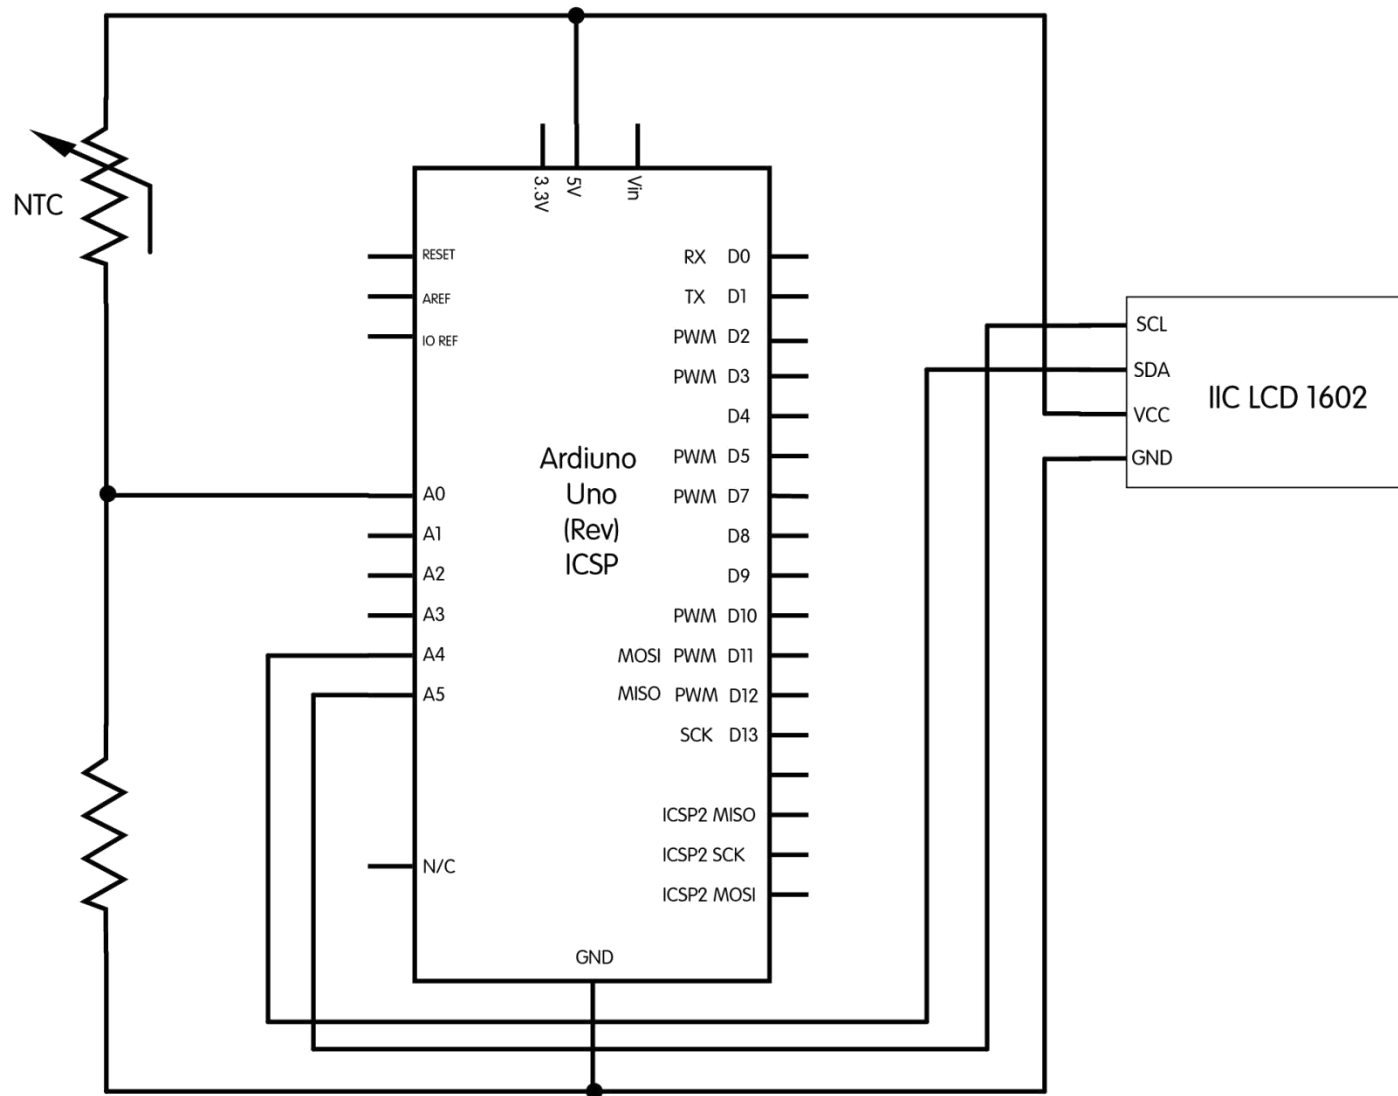 3.3V
5V
Vin
NTC
RESET
AREF
IO REF
A0
A1
A2
A3
A4
A5
N/C
Ardiuno
Uno
(Rev)
ICSP
RX D0
TX D1
PWM D2
PWM D3
D4
PWM D5
PWM D7
D8
D9
PWM D10
MOSI PWM D11
MISO PWM D12
SCK D13
ICSP2 MISO
ICSP2 SCK
ICSP2 MOSI
GND
SCL
SDA
VCC
GND
IIC LCD 1602